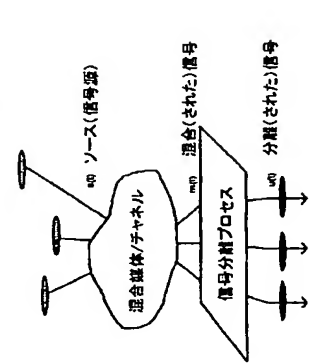 s(t) ソース(信号源)
混合媒体/チャネル
m(t) 混合(された)信号
信号分離プロセス
u(t) 分離(された)信号